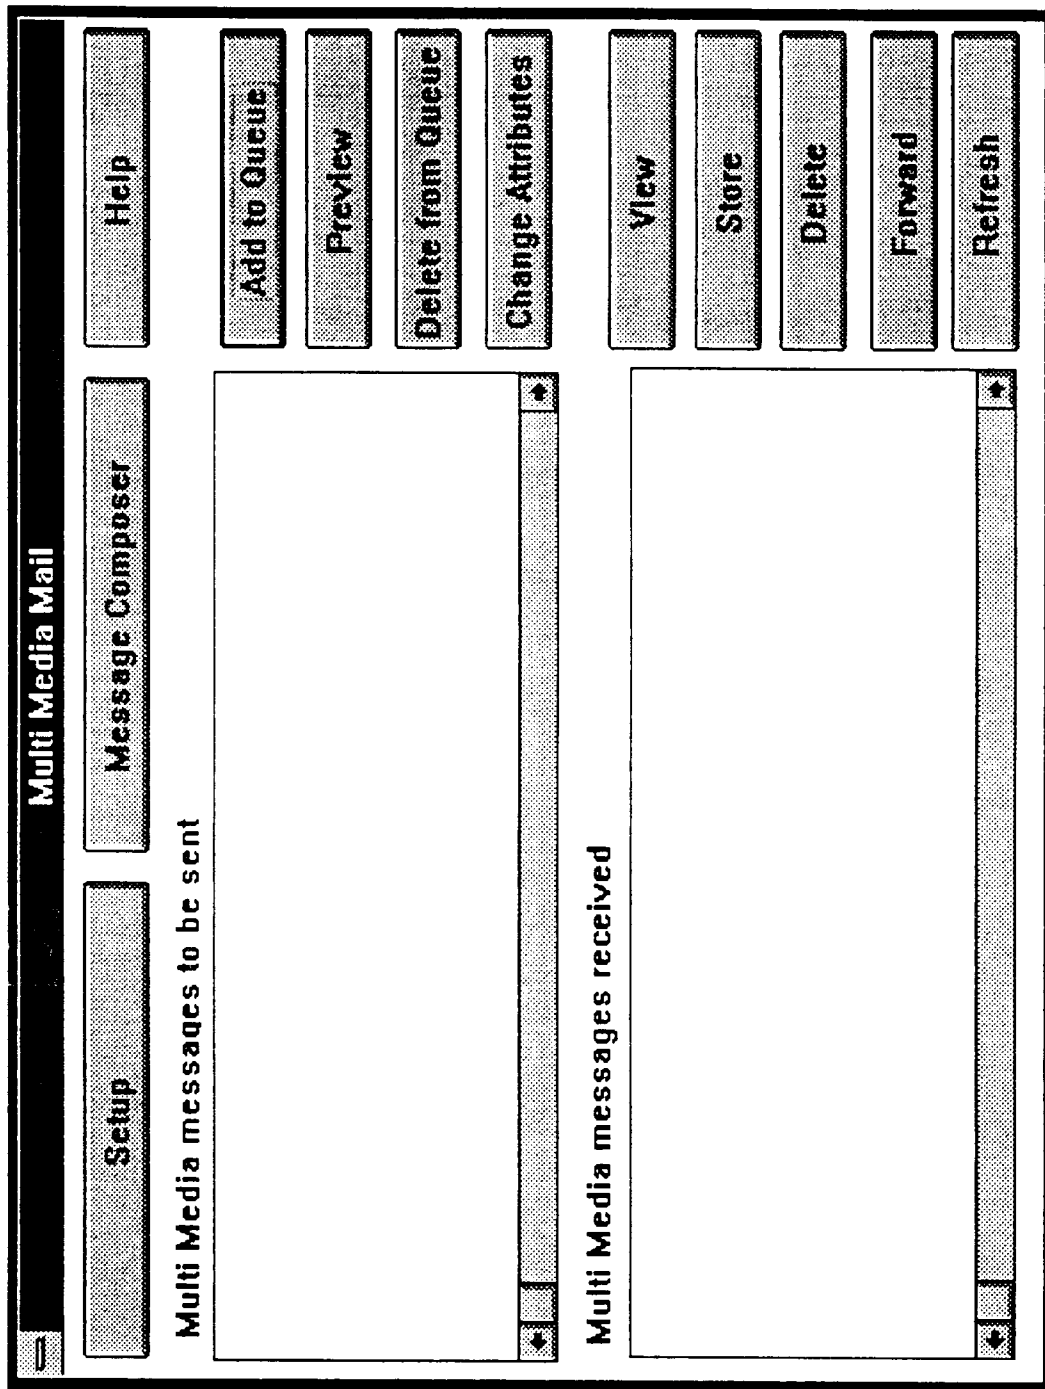 Multi Media Mail
Setup
Message Composer
Help
Multi Media messages to be sent
Add to Queue
Preview
Delete from Queue
Change Attributes
Multi Media messages received
View
Store
Delete
Forward
Refresh